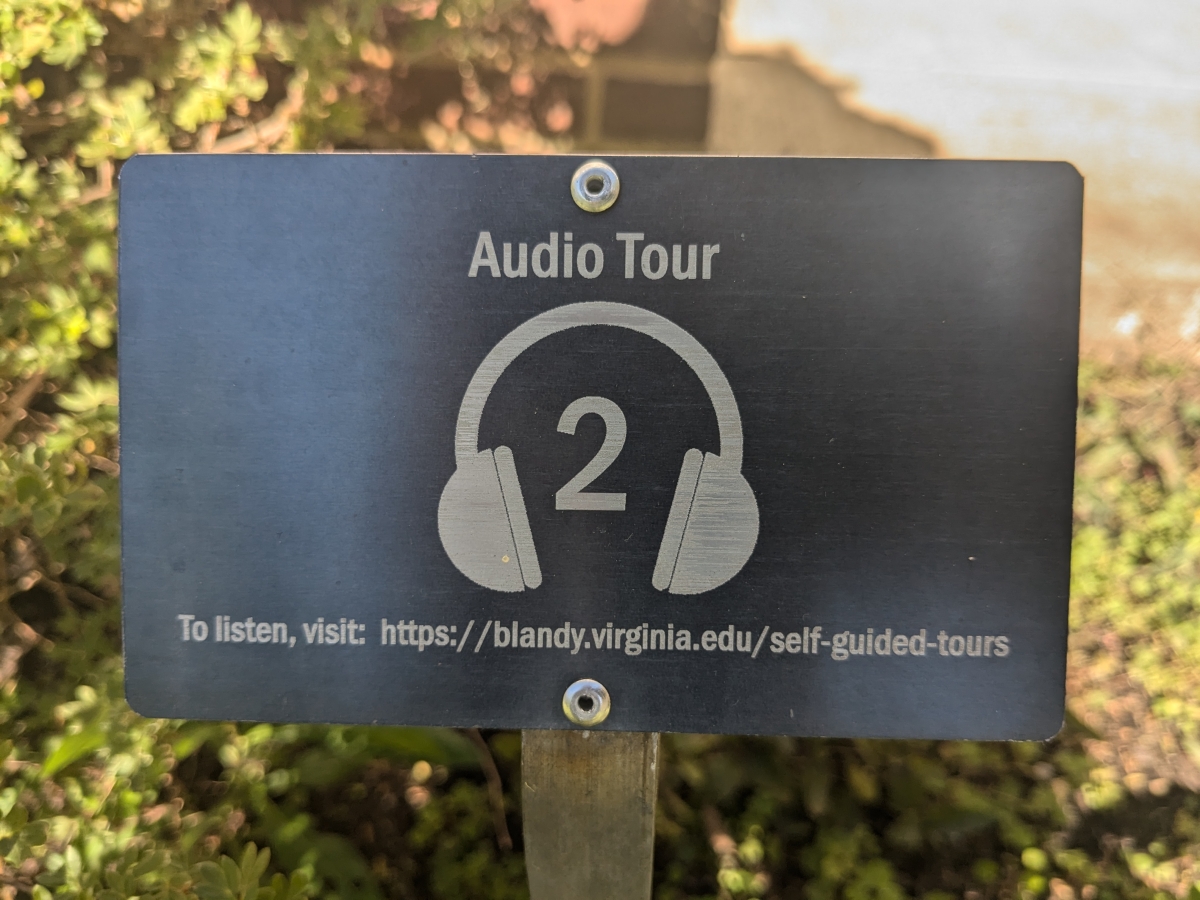 Audio Tour
2
To listen, visit: https://blandy.virginia.edu/self-guided-tours